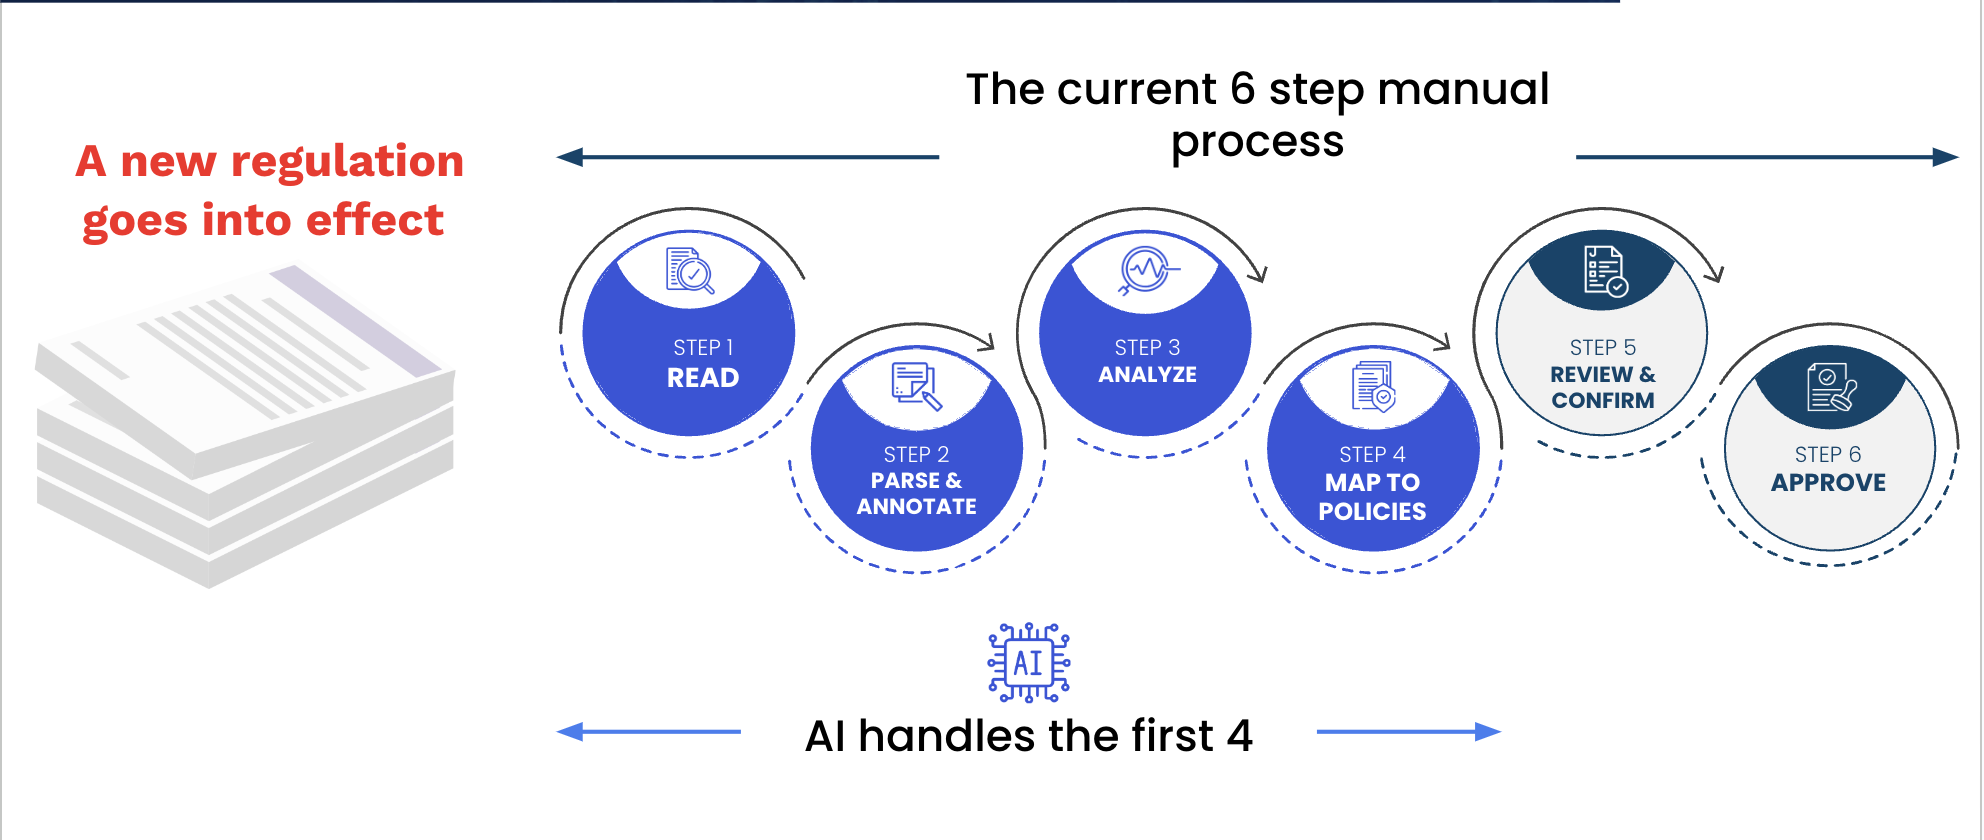 The current 6 step manual
process
A new regulation
goes into effect
STEP 1
READ
STEP 2
PARSE &
ANNOTATE
STEP 3
ANALYZE
STEP 4
MAP TO
POLICIES
STEP 5
REVIEW &
CONFIRM
STEP 6
APPROVE
AI
AI handles the first 4